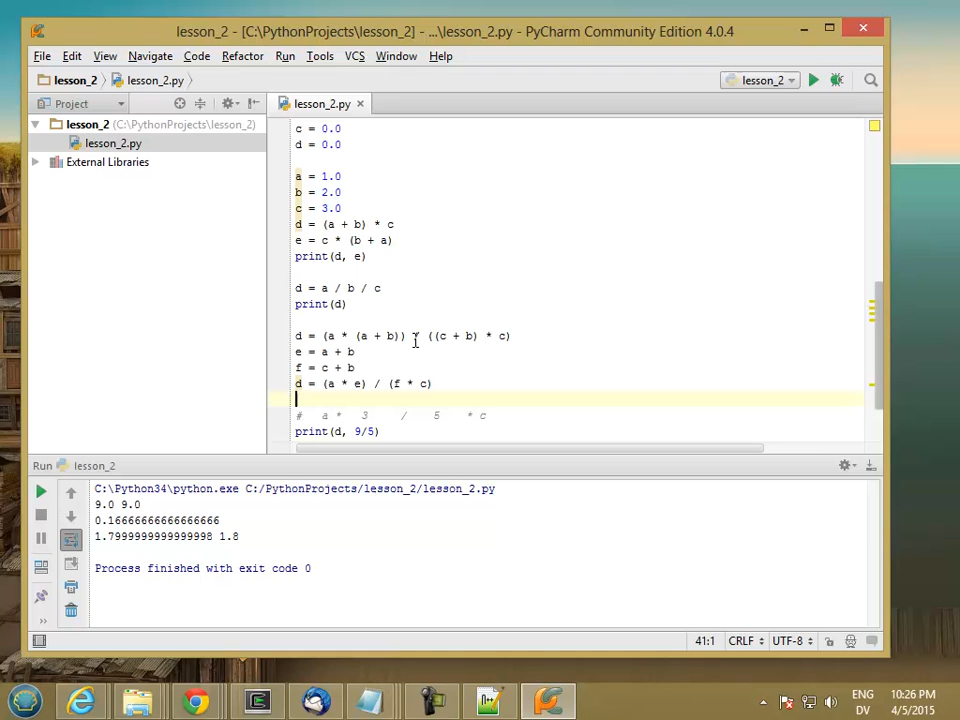 lesson_2 - [C:\PythonProjects\lesson_2] - ...\lesson_2.py - PyCharm Community Edition 4.0.4
File Edit View Navigate Code Refactor Run Tools VCS Window Help
lesson_2 lesson_2.py lesson_2
Project lesson_2.py
lesson_2 (C:\PythonProjects\lesson_2)
lesson_2.py
External Libraries
c = 0.0
d = 0.0
a = 1.0
b = 2.0
c = 3.0
d = (a + b) * c
e = c * (b + a)
print(d, e)
d = a / b / c
print(d)
d = (a * (a + b)) ((c + b) * c)
e = a + b
f = c + b
d = (a * e) / (f * c)
# a * 3 / 5 * c
print(d, 9/5)
Run lesson_2
C:\Python34\python.exe C:/PythonProjects/lesson_2/lesson_2.py
9.0 9.0
0.16666666666666666
1.7999999999999998 1.8
Process finished with exit code 0
41:1 CRLF UTF-8
ENG 10:26 PM
DV 4/5/2015